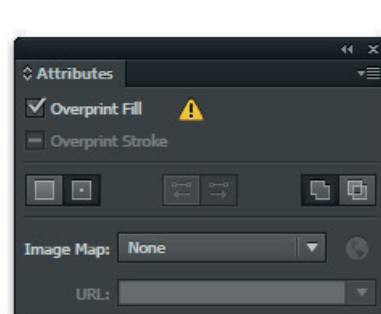 Attributes
Overprint Fill
Overprint Stroke
Image Map: None
URL: